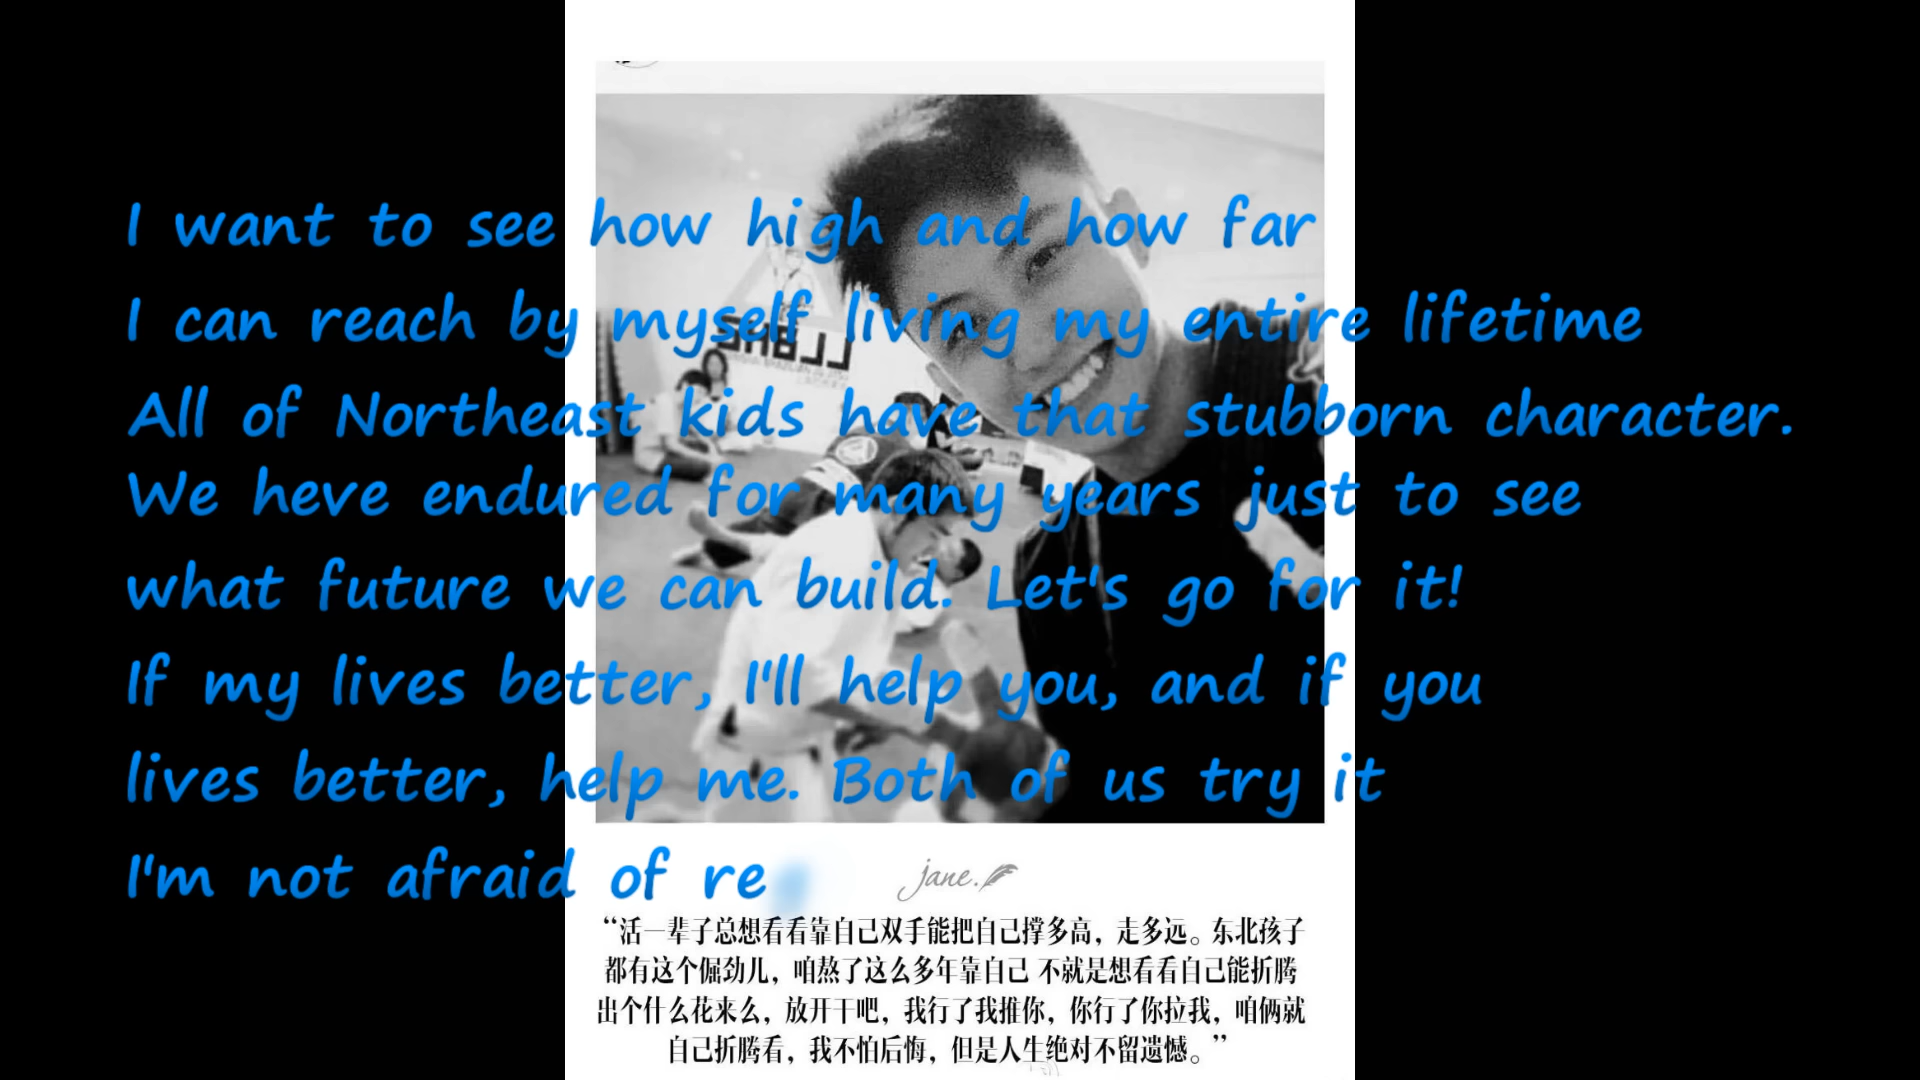 I want to see how high and how far
I can reach by myself living my entire lifetime
All of Northeast kids have that stubborn character.
We heve endured for many years just to see
what future we can build. Let's go for it!
If my lives better, I'll help you, and if you
lives better, help me. Both of us try it
I'm not afraid of re
jane.
“活一辈子总想看看靠自己双手能把自己撑多高，走多远。东北孩子
都有这个倔劲儿，咱熬了这么多年靠自己 不就是想看看自己能折腾
出个什么花来么，放开干吧，我行了我推你，你行了你拉我，咱俩就
自己折腾看，我不怕后悔，但是人生绝对不留遗憾。”